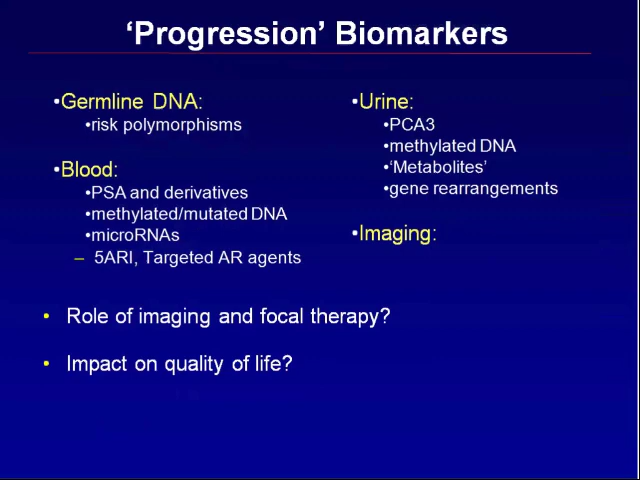 ‘Progression’ Biomarkers
•Germline DNA:
•risk polymorphisms
•Blood:
•PSA and derivatives
•methylated/mutated DNA
•microRNAs
– 5ARI, Targeted AR agents
•Urine:
•PCA3
•methylated DNA
•‘Metabolites’
•gene rearrangements
•Imaging:
• Role of imaging and focal therapy?
• Impact on quality of life?